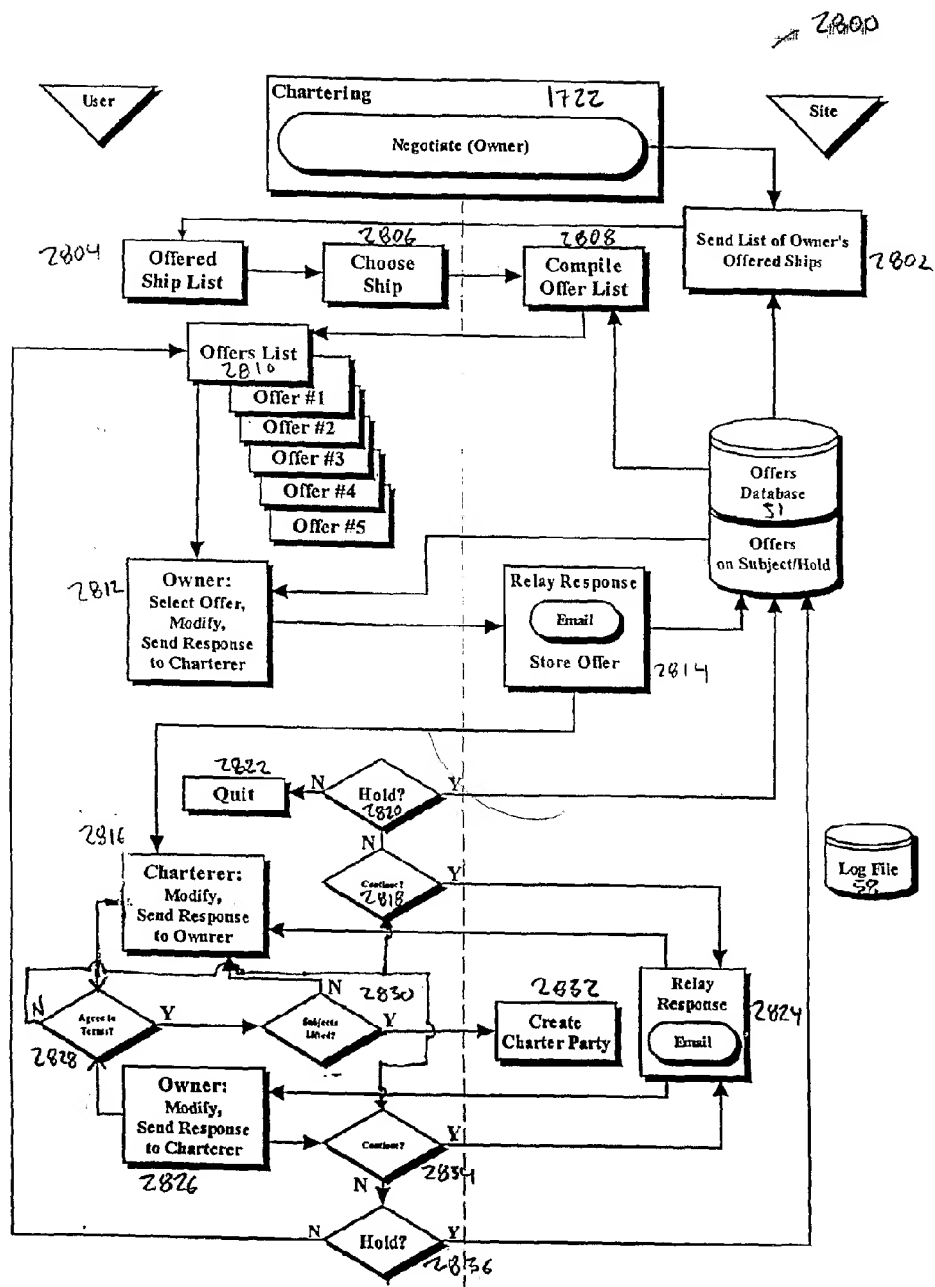 2800
User
Chartering
1722
Site
Negotiate (Owner)
2804
Offered
Ship List
2806
Choose
Ship
2808
Compile
Offer List
Send List of Owner's
Offered Ships
2802
Offers List
2810
Offer #1
Offer #2
Offer #3
Offer #4
Offer #5
Offers
Database
51
Offers
on Subject/Hold
2812
Owner:
Select Offer,
Modify,
Send Response
to Charterer
Relay Response
Email
Store Offer
2814
2822
Quit
N
Hold?
2820
Y
2816
N
Charterer:
Modify,
Send Response
to Ownrer
Continue?
2818
Y
Log File
58
N
2830
2832
Relay
Response
Email
2824
N
Agree to
Terms?
Y
Subjects
Lifted?
Y
Create
Charter Party
2828
Owner:
Modify,
Send Response
to Charterer
2826
Continue?
Y
2834
N
N
Hold?
Y
2836